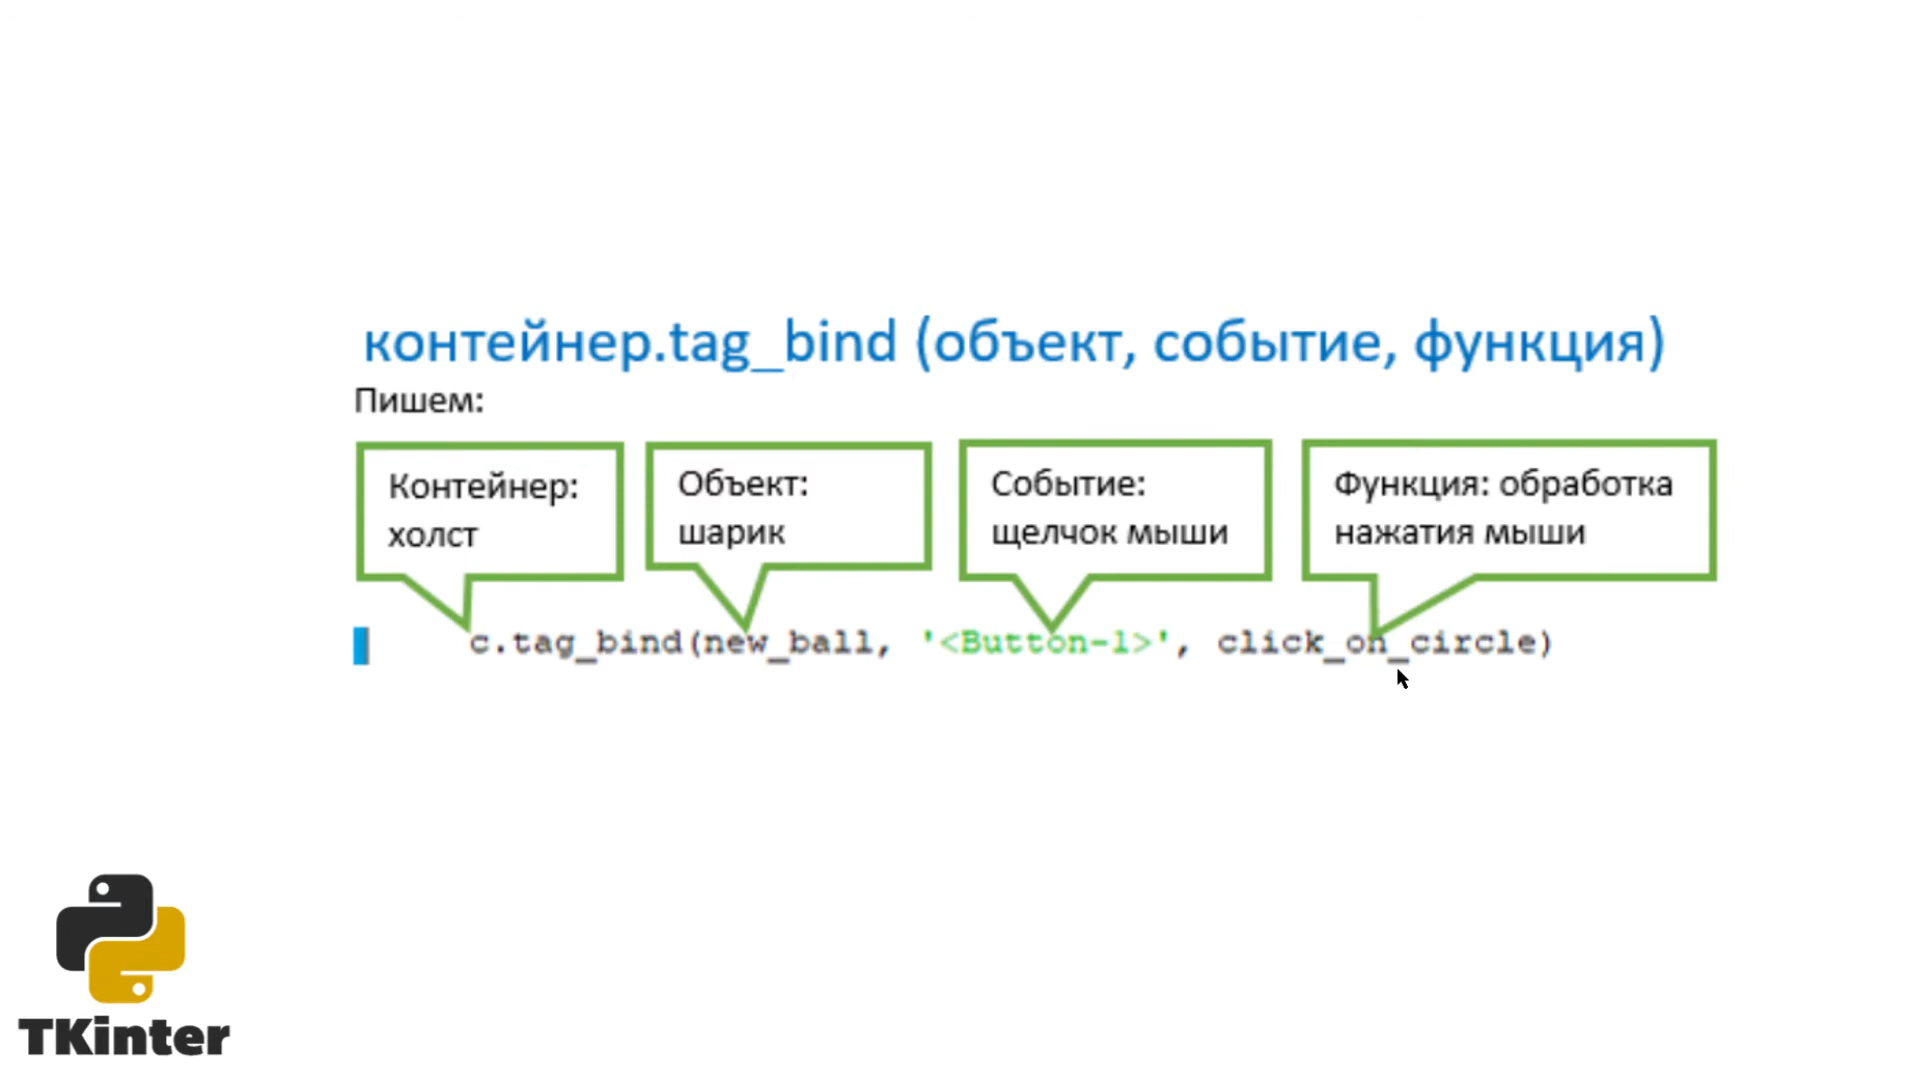 контейнер.tag_bind (объект, событие, функция)
Пишем:
Контейнер:
холст
Объект:
шарик
Событие:
щелчок мыши
Функция: обработка
нажатия мыши
c.tag_bind(new_ball, '<Button-1>', click_on_circle)
TKinter